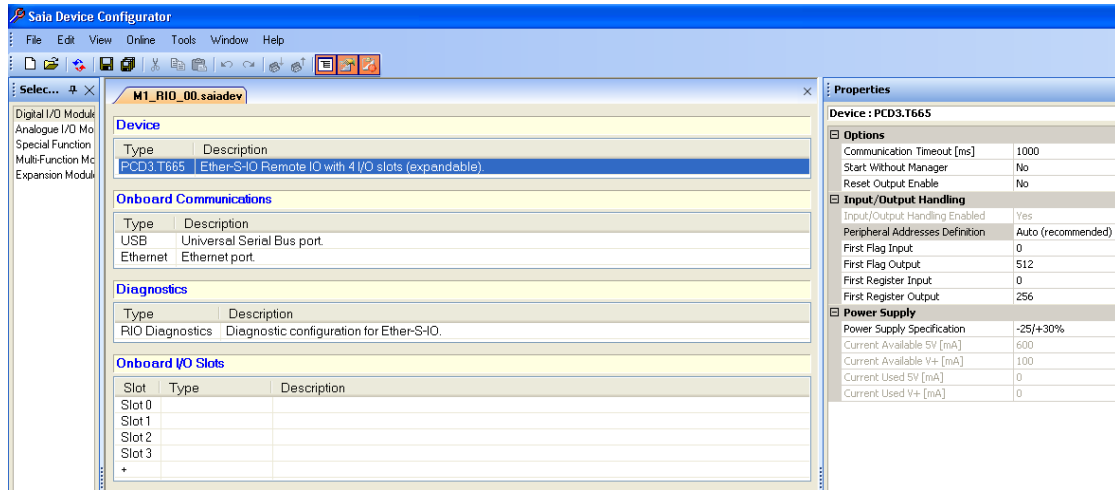 Saia Device Configurator
File Edit View Online Tools Window Help
Selec...
Digital I/O Module
Analogue I/O Mo
Special Function
Multi-Function Mc
Expansion Modul
M1_RIO_00.saiadev
Device
Type Description
PCD3.T665 Ether-S-IO Remote IO with 4 I/O slots (expandable).
Onboard Communications
Type Description
USB Universal Serial Bus port.
Ethernet Ethernet port.
Diagnostics
Type Description
RIO Diagnostics Diagnostic configuration for Ether-S-IO.
Onboard I/O Slots
Slot Type Description
Slot 0
Slot 1
Slot 2
Slot 3
+
Properties
Device : PCD3.T665
Options
Communication Timeout [ms] 1000
Start Without Manager No
Reset Output Enable No
Input/Output Handling
Input/Output Handling Enabled Yes
Peripheral Addresses Definition Auto (recommended)
First Flag Input 0
First Flag Output 512
First Register Input 0
First Register Output 256
Power Supply
Power Supply Specification -25/+30%
Current Available 5V [mA] 600
Current Available V+ [mA] 100
Current Used 5V [mA] 0
Current Used V+ [mA] 0